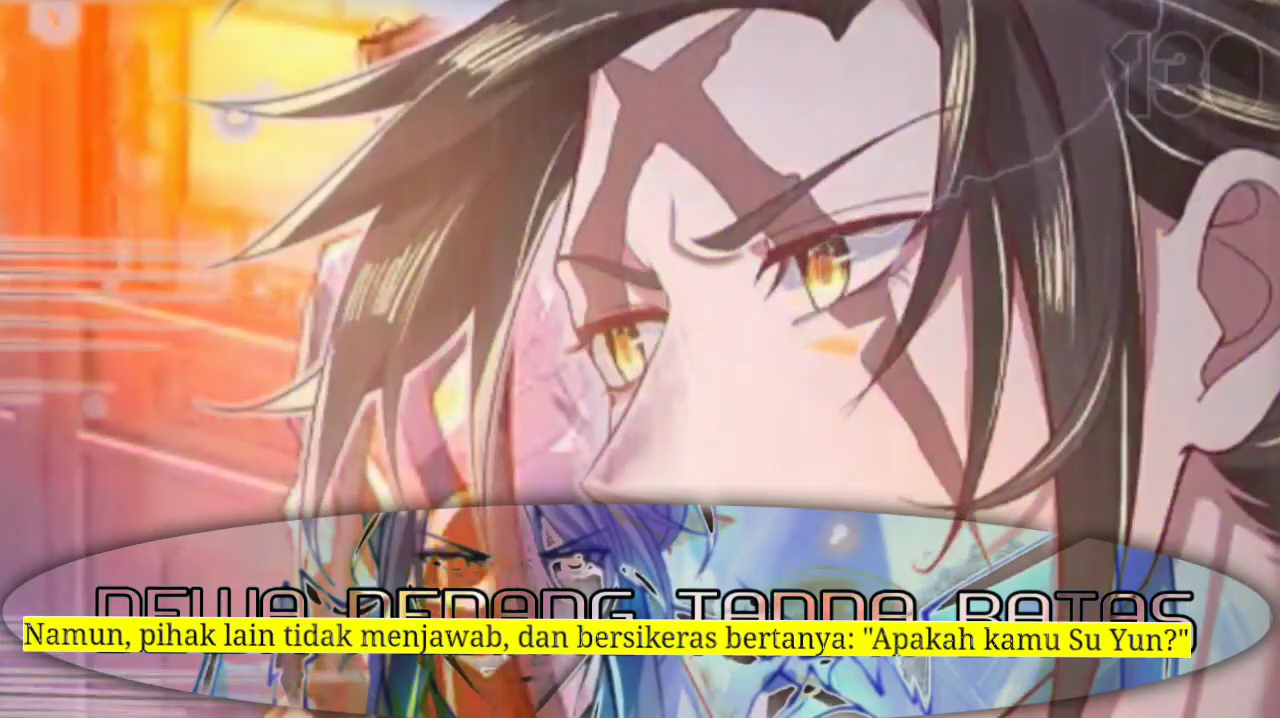 130
DEWA PEDANG TANPA BATAS
Namun, pihak lain tidak menjawab, dan bersikeras bertanya: "Apakah kamu Su Yun?"